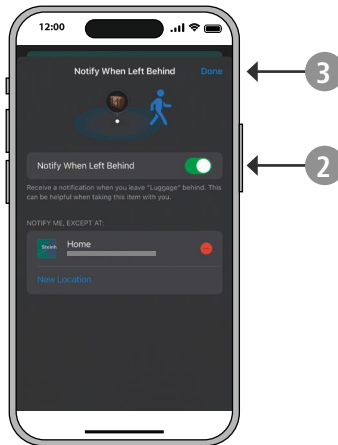 12:00
Notify When Left Behind Done
3
Notify When Left Behind
2
Receive a notification when you leave "Luggage" behind. This
can be helpful when taking this item with you.
NOTIFY ME, EXCEPT AT:
Home
New Location